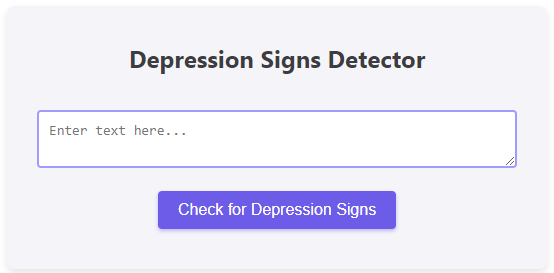 Depression Signs Detector
Enter text here...
Check for Depression Signs